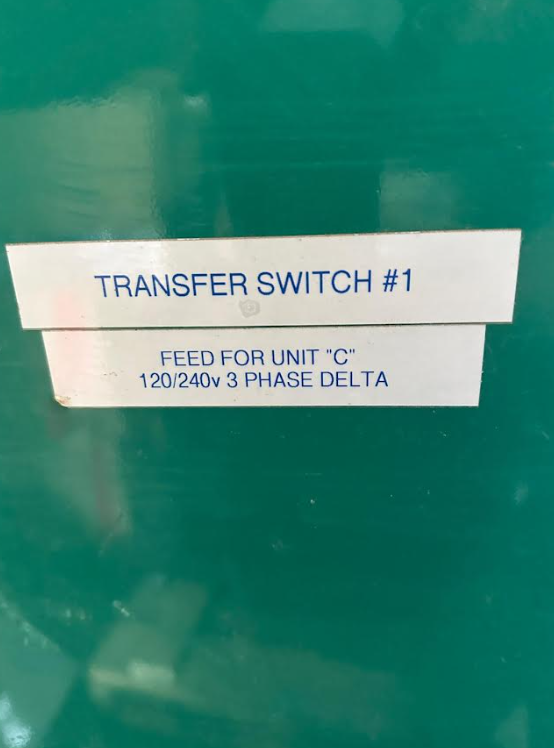 TRANSFER SWITCH #1
FEED FOR UNIT "C"
120/240v 3 PHASE DELTA